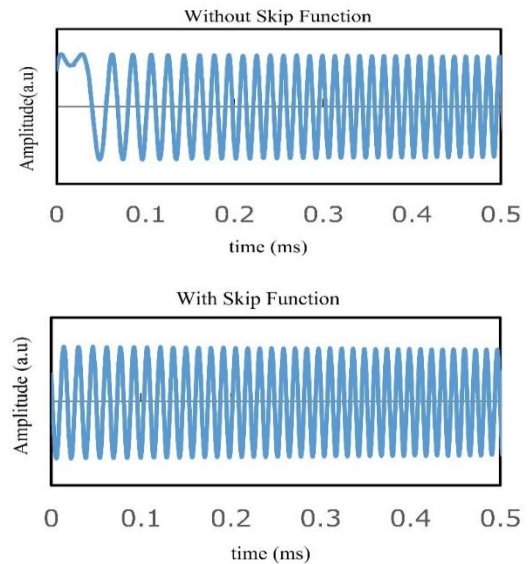 Without Skip Function
Amplitude(a.u)
0 0.1 0.2 0.3 0.4 0.5
time (ms)
With Skip Function
Amplitude (a.u)
0 0.1 0.2 0.3 0.4 0.5
time (ms)